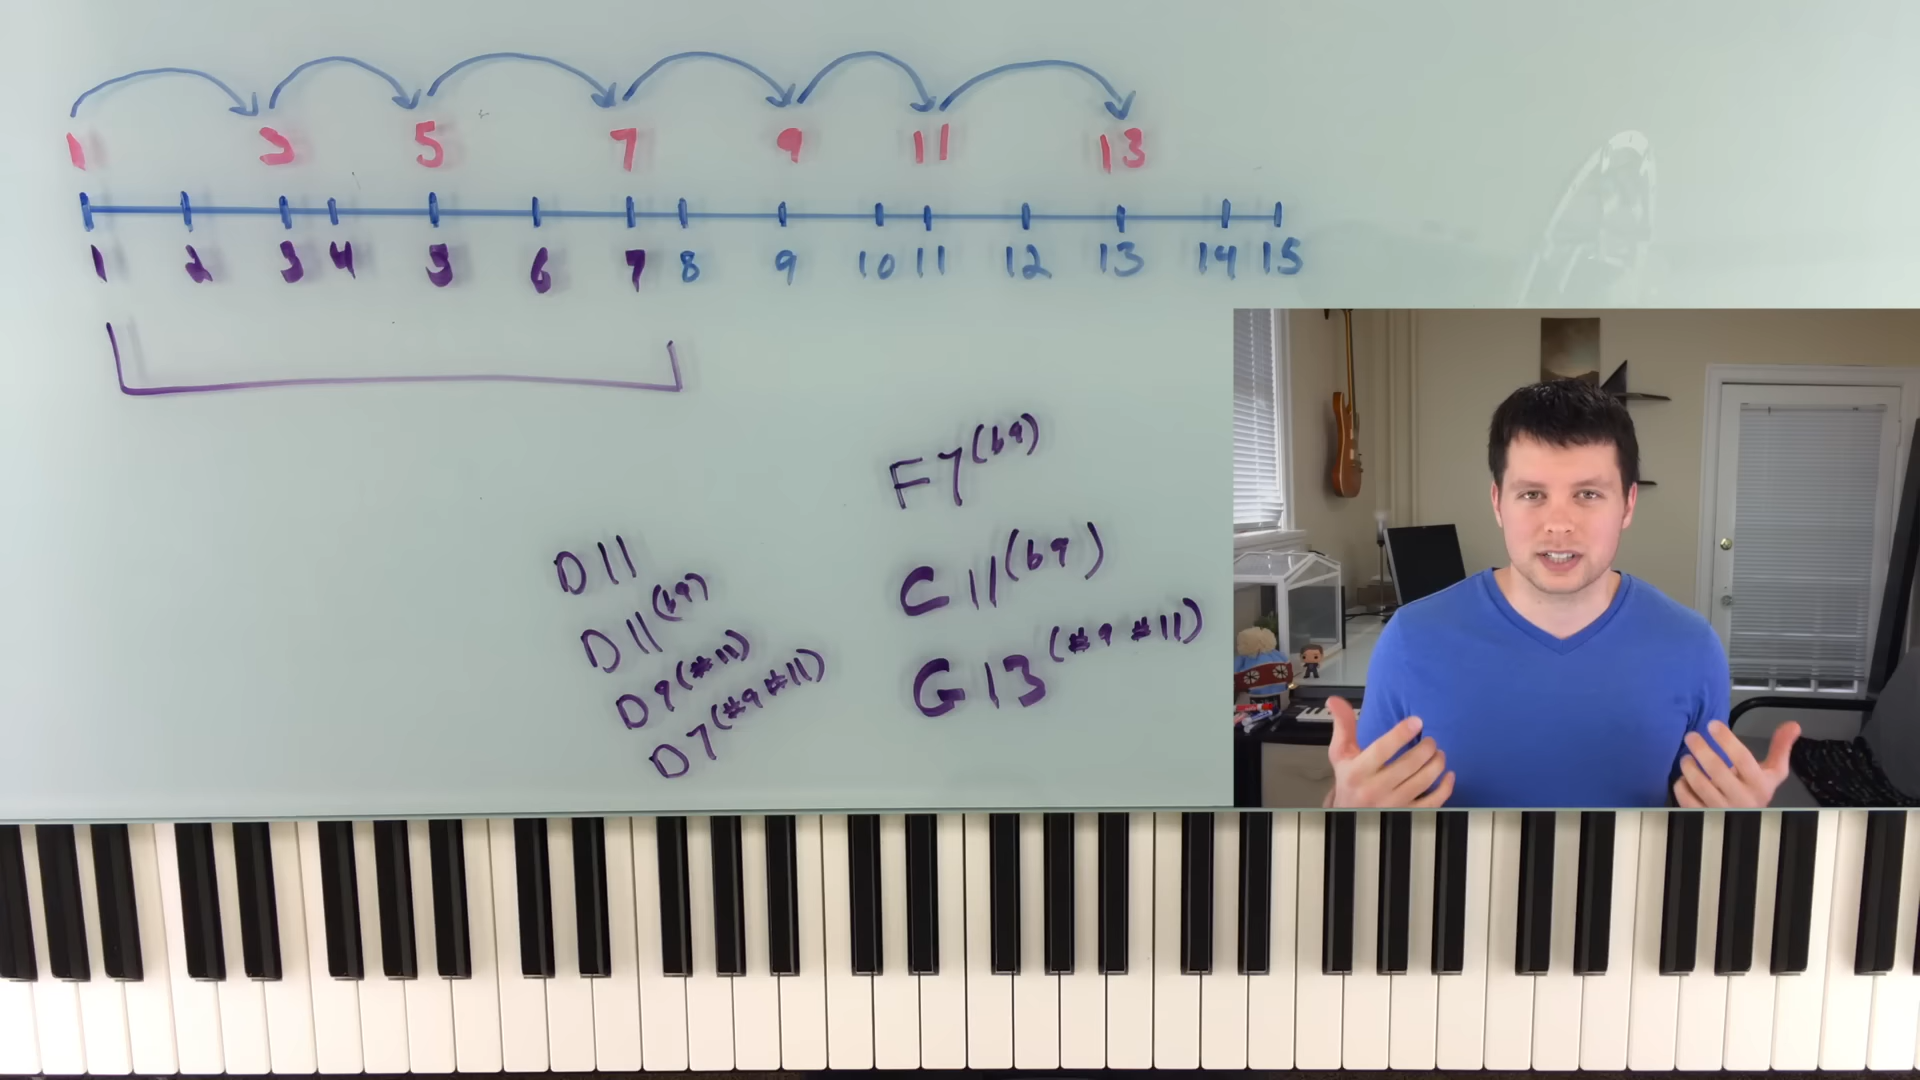 1 3 5 7 9 11 13
1 2 3 4 5 6 7 8 9 10 11 12 13 14 15
D11
D11(b9)
D9(#11)
D7(#9 #11)
F7(b9)
C11(b9)
G13(#9 #11)